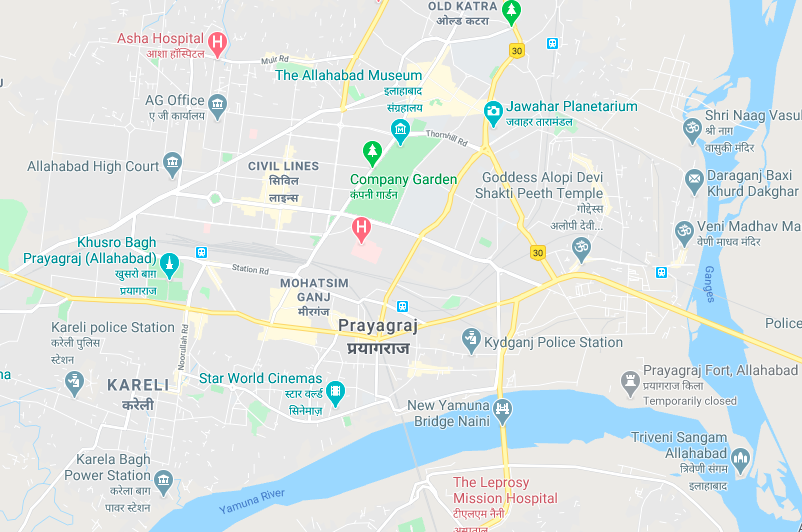 OLD KATRA
ओल्ड कटरा
Asha Hospital
आशा हॉस्पिटल
Muir Rd
30
The Allahabad Museum
इलाहाबाद
संग्रहालय
AG Office
ए जी कार्यालय
Jawahar Planetarium
जवाहर तारामंडल
Shri Naag Vasu
श्री नाग
वासुकी मंदिर
Thornhill Rd
Allahabad High Court
CIVIL LINES
सिविल
लाइन्स
Company Garden
कंपनी गार्डन
Goddess Alopi Devi
Shakti Peeth Temple
गोद्देस्स
अलोपी देवी...
Daraganj Baxi
Khurd Dakghar
Veni Madhav Ma
वेणी माधव मंदिर
Khusro Bagh
Prayagraj (Allahabad)
खुसरो बाग
प्रयागराज
Station Rd
30
Ganges
MOHATSIM
GANJ
मीरगंज
Kareli police Station
करेली पुलिस
स्टेशन
Noorullah Rd
Prayagraj
प्रयागराज
Kydganj Police Station
Police
na
KARELI
करेली
Star World Cinemas
स्टार वर्ल्ड
सिनेमाज़
Prayagraj Fort, Allahabad
प्रयागराज किला
Temporarily closed
New Yamuna
Bridge Naini
Triveni Sangam
Allahabad
त्रिवेणी संगम
इलाहाबाद
Karela Bagh
Power Station
करेला बाग
पावर स्टेशन
Yamuna River
The Leprosy
Mission Hospital
टीएलएम नैनी